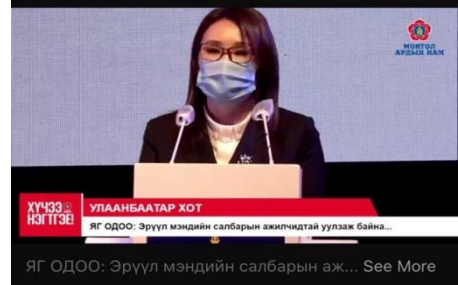 МОНГОЛ
АРДЫН НАМ
ХҮЧЭЭ
НЭГТГЭЕ!
УЛААНБААТАР ХОТ
ЯГ ОДОО: Эрүүл мэндийн салбарын ажилчидтай уулзаж байна...
ЯГ ОДОО: Эрүүл мэндийн салбарын аж... See More